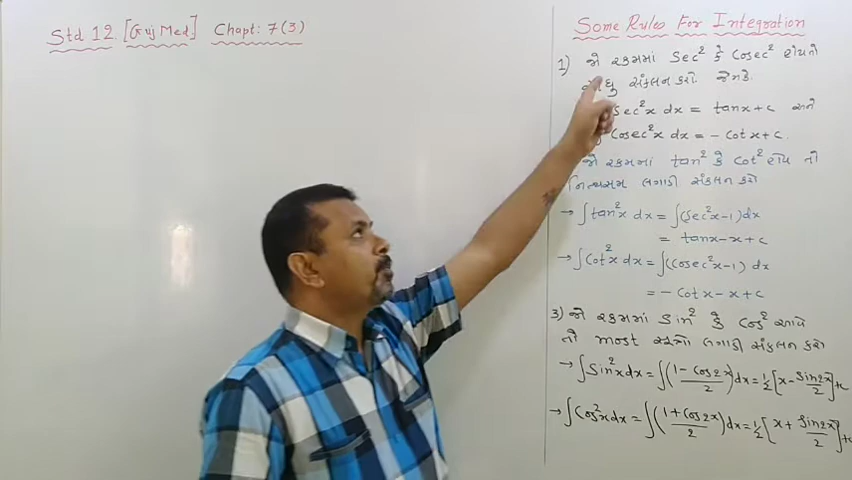 Std 12 [Guj Med] Chapt: 7(3)
Some Rules For Integration
1) જો રકમમાં Sec² કે Cosec² હોય તો
સંકલન કરો. જેમકે
sec²x dx = tanx + c અને
Cosec²x dx = - Cotx + c.
જો રકમમાં tan² કે Cot² હોય તો
નિત્યસમ લગાડી સંકલન કરો
→ ∫tan²x dx = ∫(Sec²x-1)dx
= tanx - x + c
→ ∫Cot²x dx = ∫(Cosec²x-1) dx
= - Cotx - x + c
3) જો રકમમાં Sin² કે Cos² આવે
તો most સૂત્રો લગાડી સંકલન કરો
→ ∫Sin²x dx = ∫(1 - Cos2x/2)dx = 1/2[x - Sin2x/2] + c
→ ∫Cos²x dx = ∫(1 + Cos2x/2)dx = 1/2[x + Sin2x/2] + c